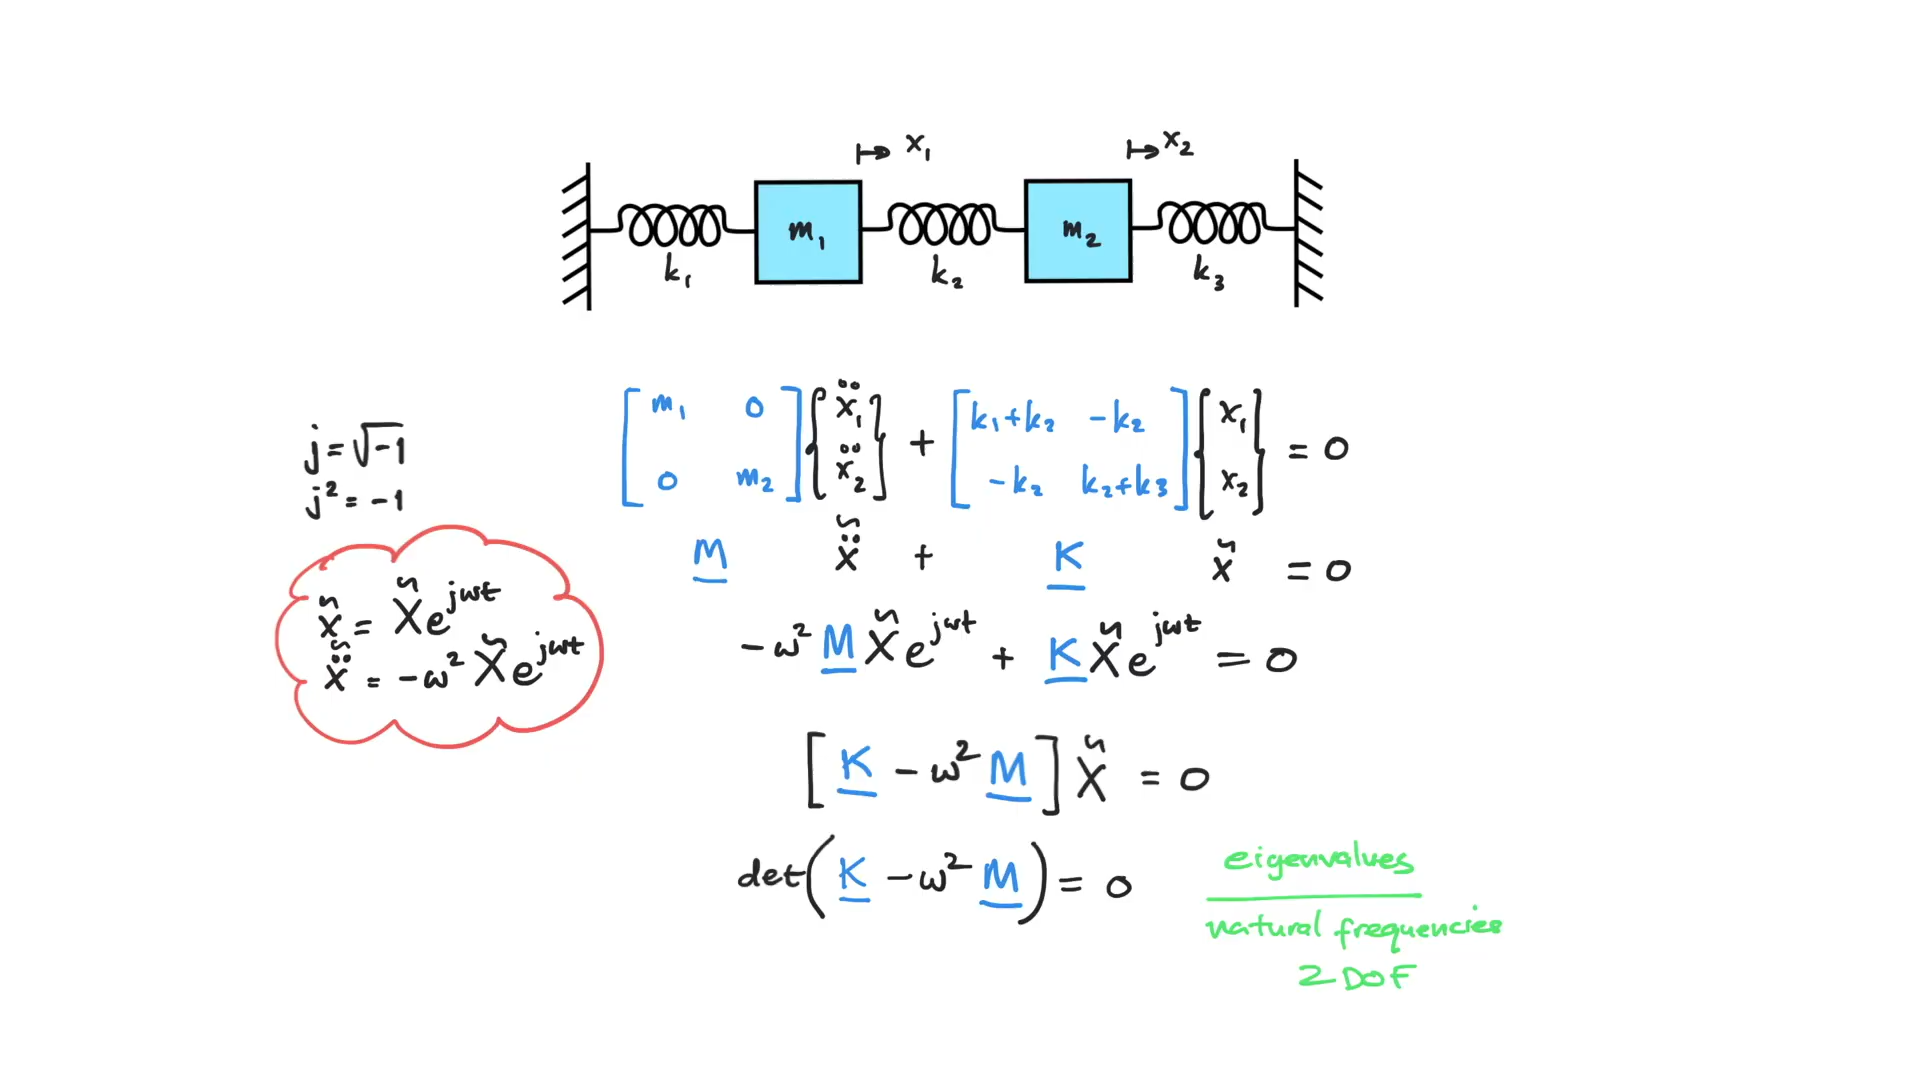 x₁ x₂
m₁ m₂
k₁ k₂ k₃
j = √-1
j² = -1
[m₁ 0; 0 m₂] {ẍ₁; ẍ₂} + [k₁+k₂ -k₂; -k₂ k₂+k₃] {x₁; x₂} = 0
M ẍ̃ + K x̃ = 0
x̃ = X̃e^jωt
ẍ̃ = -ω² X̃e^jωt
-ω² M X̃e^jωt + K X̃e^jωt = 0
[K - ω² M] X̃ = 0
det(K - ω² M) = 0
eigenvalues
natural frequencies
2 DOF